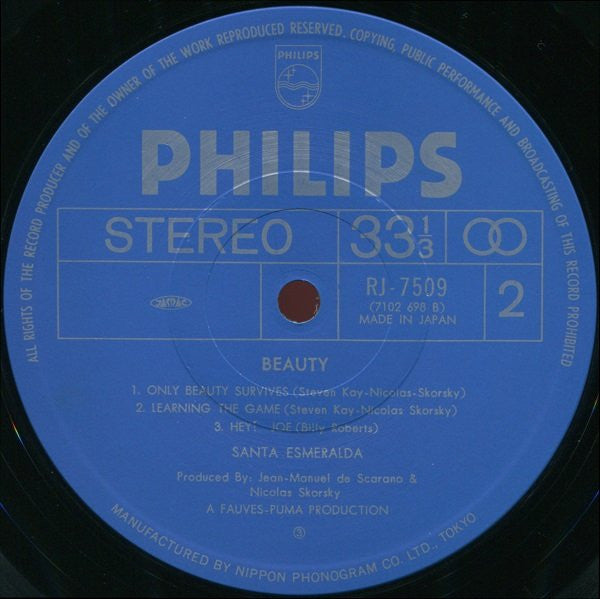 ALL RIGHTS OF THE RECORD PRODUCER AND OF THE OWNER OF THE WORK REPRODUCED RESERVED. COPYING, PUBLIC PERFORMANCE AND BROADCASTING OF THIS RECORD PROHIBITED
PHILIPS
PHILIPS
STEREO 33 1/3
JASRAC
RJ-7509
(7102 698 B)
MADE IN JAPAN
2
BEAUTY
1. ONLY BEAUTY SURVIVES (Steven Kay-Nicolas-Skorsky)
2. LEARNING THE GAME (Steven Kay-Nicolas Skorsky)
3. HEY! JOE (Billy Roberts)
SANTA ESMERALDA
Produced By: Jean-Manuel de Scarano &
Nicolas Skorsky
A FAUVES-PUMA PRODUCTION
③
MANUFACTURED BY NIPPON PHONOGRAM CO. LTD., TOKYO